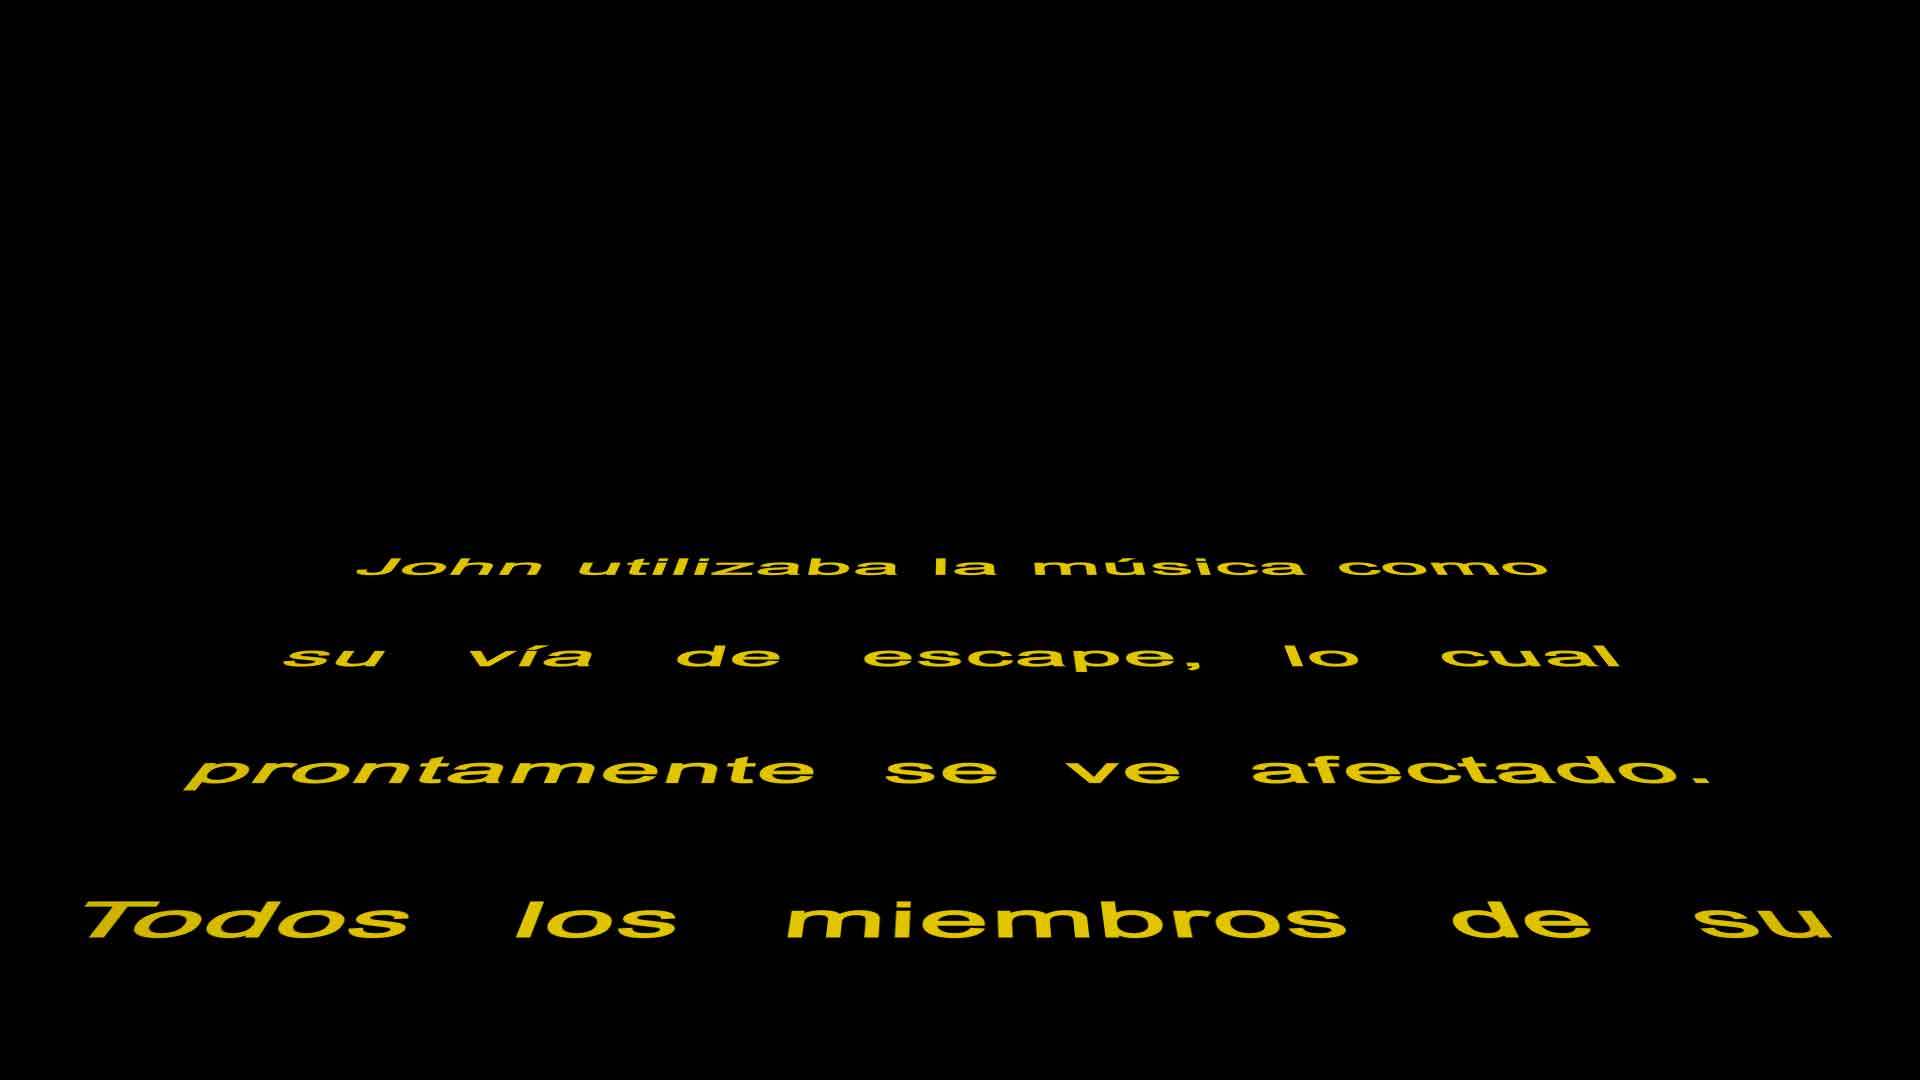 John utilizaba la música como
su vía de escape, lo cual
prontamente se ve afectado.
Todos los miembros de su